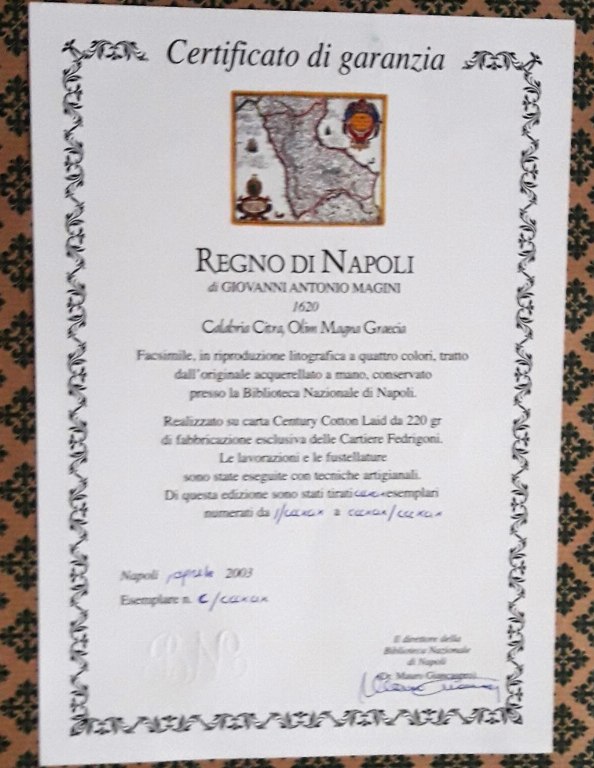 Certificato di garanzia
REGNO DI NAPOLI
di GIOVANNI ANTONIO MAGINI
1620
Calabria Citra, Olim Magna Græcia
Facsimile, in riproduzione litografica a quattro colori, tratto
dall'originale acquerellato a mano, conservato
presso la Biblioteca Nazionale di Napoli.
Realizzato su carta Century Cotton Laid da 220 gr
di fabbricazione esclusiva delle Cartiere Fedrigoni.
Le lavorazioni e le fustellature
sono state eseguite con tecniche artigianali.
Di questa edizione sono stati tirati esemplari
numerati da a
Napoli aprile 2003
Esemplare n.
Il direttore della
Biblioteca Nazionale
di Napoli
Dr. Mauro Giancaspro